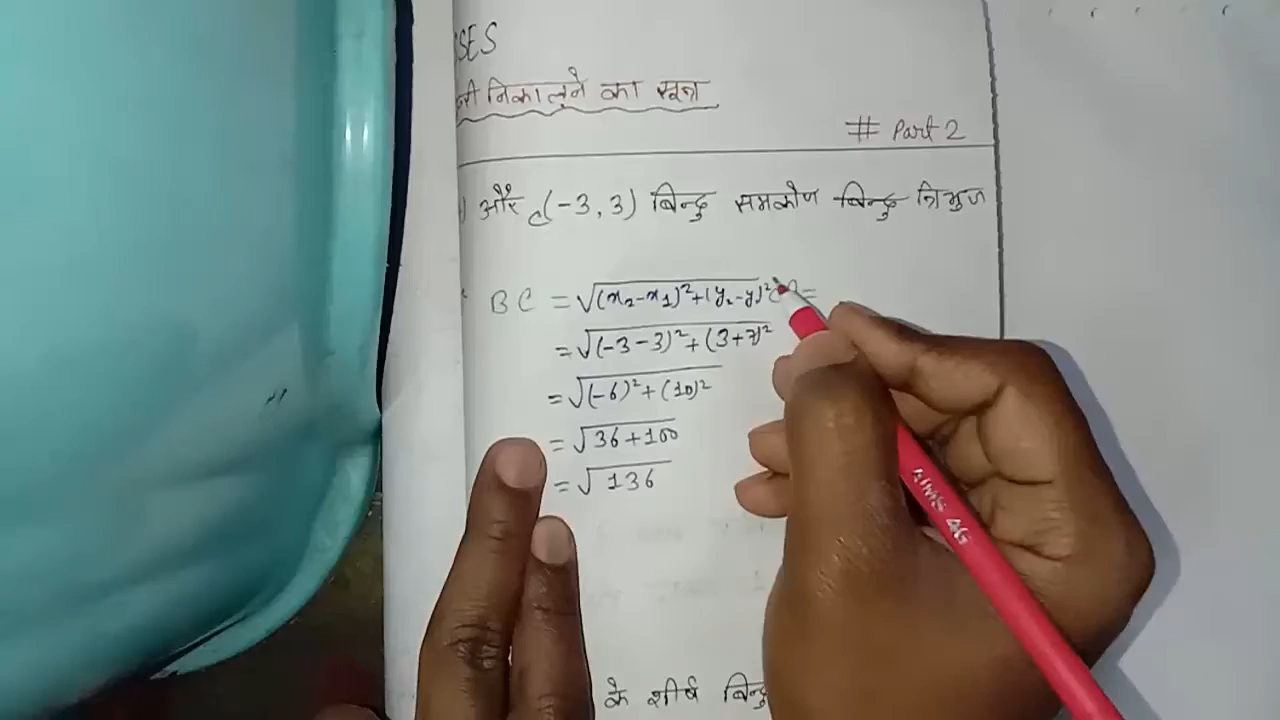 SES
निकालने का सूत्र
# Part 2
और C(-3, 3) बिन्दु समकोण बिन्दु त्रिभुज
BC = √(x₂-x₁)²+(y₂-y)²
= √(-3-3)²+(3+7)²
= √(-6)²+(10)²
= √36+100
= √136
के शीर्ष बिन्दु